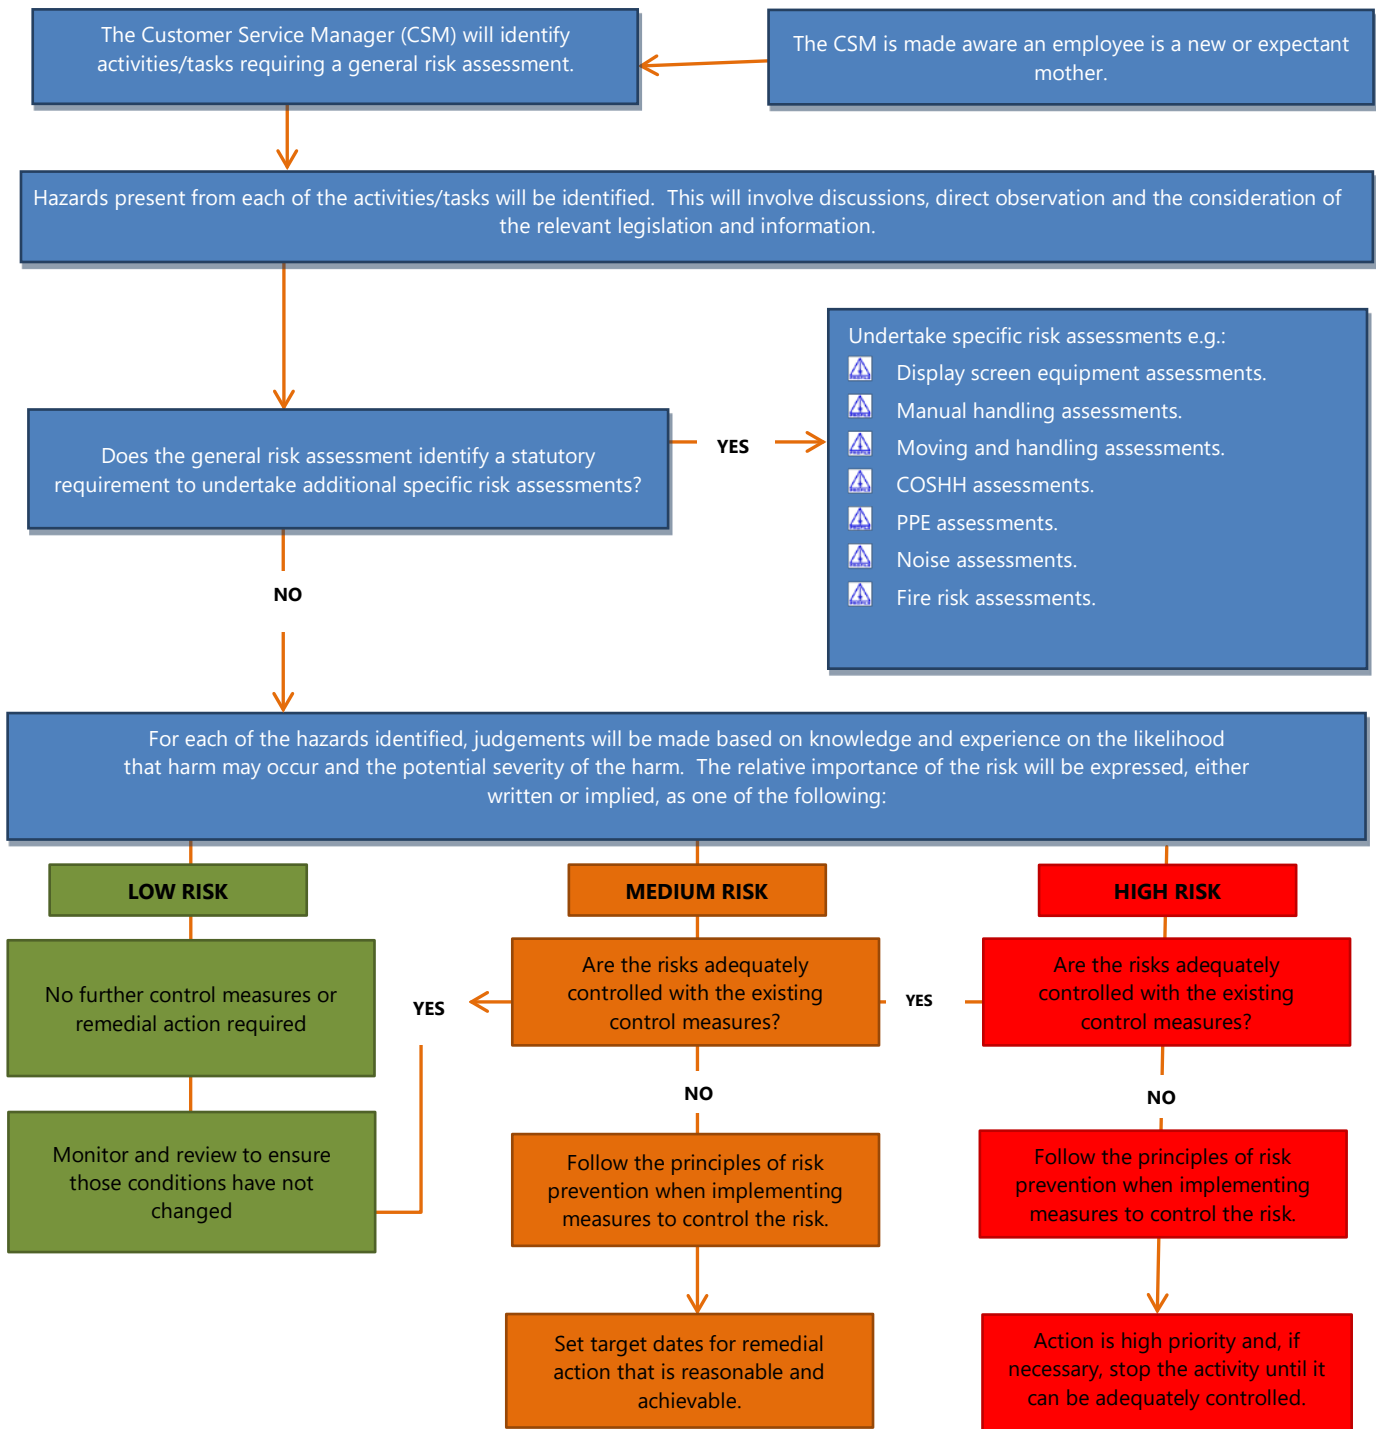 The Customer Service Manager (CSM) will identify
activities/tasks requiring a general risk assessment.
The CSM is made aware an employee is a new or expectant
mother.
Hazards present from each of the activities/tasks will be identified.  This will involve discussions, direct observation and the consideration of
the relevant legislation and information.
Undertake specific risk assessments e.g.:
Display screen equipment assessments.
Manual handling assessments.
Moving and handling assessments.
COSHH assessments.
PPE assessments.
Noise assessments.
Fire risk assessments.
Does the general risk assessment identify a statutory
requirement to undertake additional specific risk assessments?
YES
NO
For each of the hazards identified, judgements will be made based on knowledge and experience on the likelihood
that harm may occur and the potential severity of the harm.  The relative importance of the risk will be expressed, either
written or implied, as one of the following:
LOW RISK
No further control measures or
remedial action required
Monitor and review to ensure
those conditions have not
changed
YES
MEDIUM RISK
Are the risks adequately
controlled with the existing
control measures?
NO
Follow the principles of risk
prevention when implementing
measures to control the risk.
Set target dates for remedial
action that is reasonable and
achievable.
YES
HIGH RISK
Are the risks adequately
controlled with the existing
control measures?
NO
Follow the principles of risk
prevention when implementing
measures to control the risk.
Action is high priority and, if
necessary, stop the activity until it
can be adequately controlled.